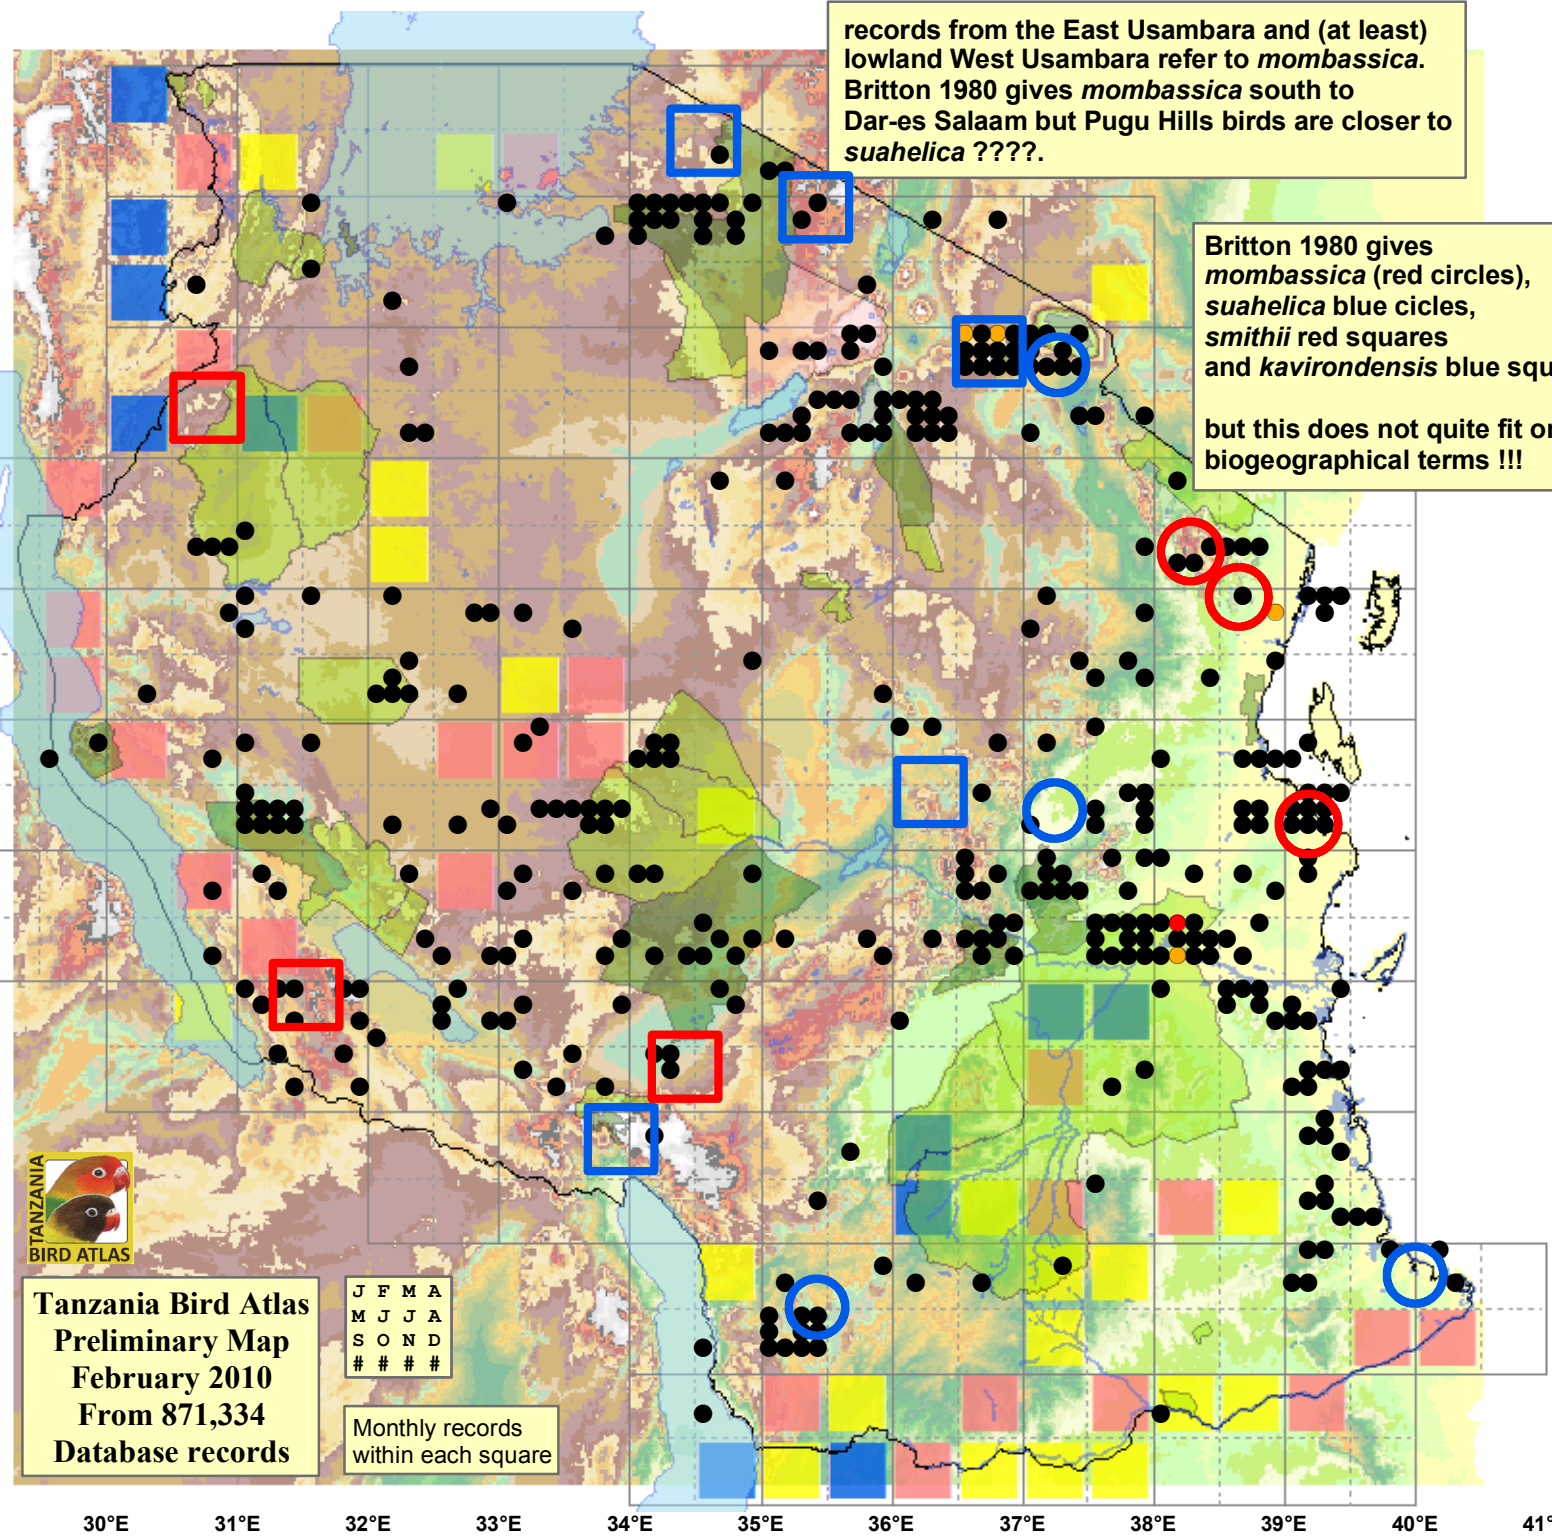 records from the East Usambara and (at least)
lowland West Usambara refer to mombassica.
Britton 1980 gives mombassica south to
Dar-es Salaam but Pugu Hills birds are closer to
suahelica ????.
Britton 1980 gives
mombassica (red circles),
suahelica blue cicles,
smithii red squares
and kavirondensis blue squ
but this does not quite fit or
biogeographical terms !!!
TANZANIA
BIRD ATLAS
Tanzania Bird Atlas
Preliminary Map
February 2010
From 871,334
Database records
J F M A
M J J A
S O N D
# # # #
Monthly records
within each square
30°E 31°E 32°E 33°E 34°E 35°E 36°E 37°E 38°E 39°E 40°E 41°